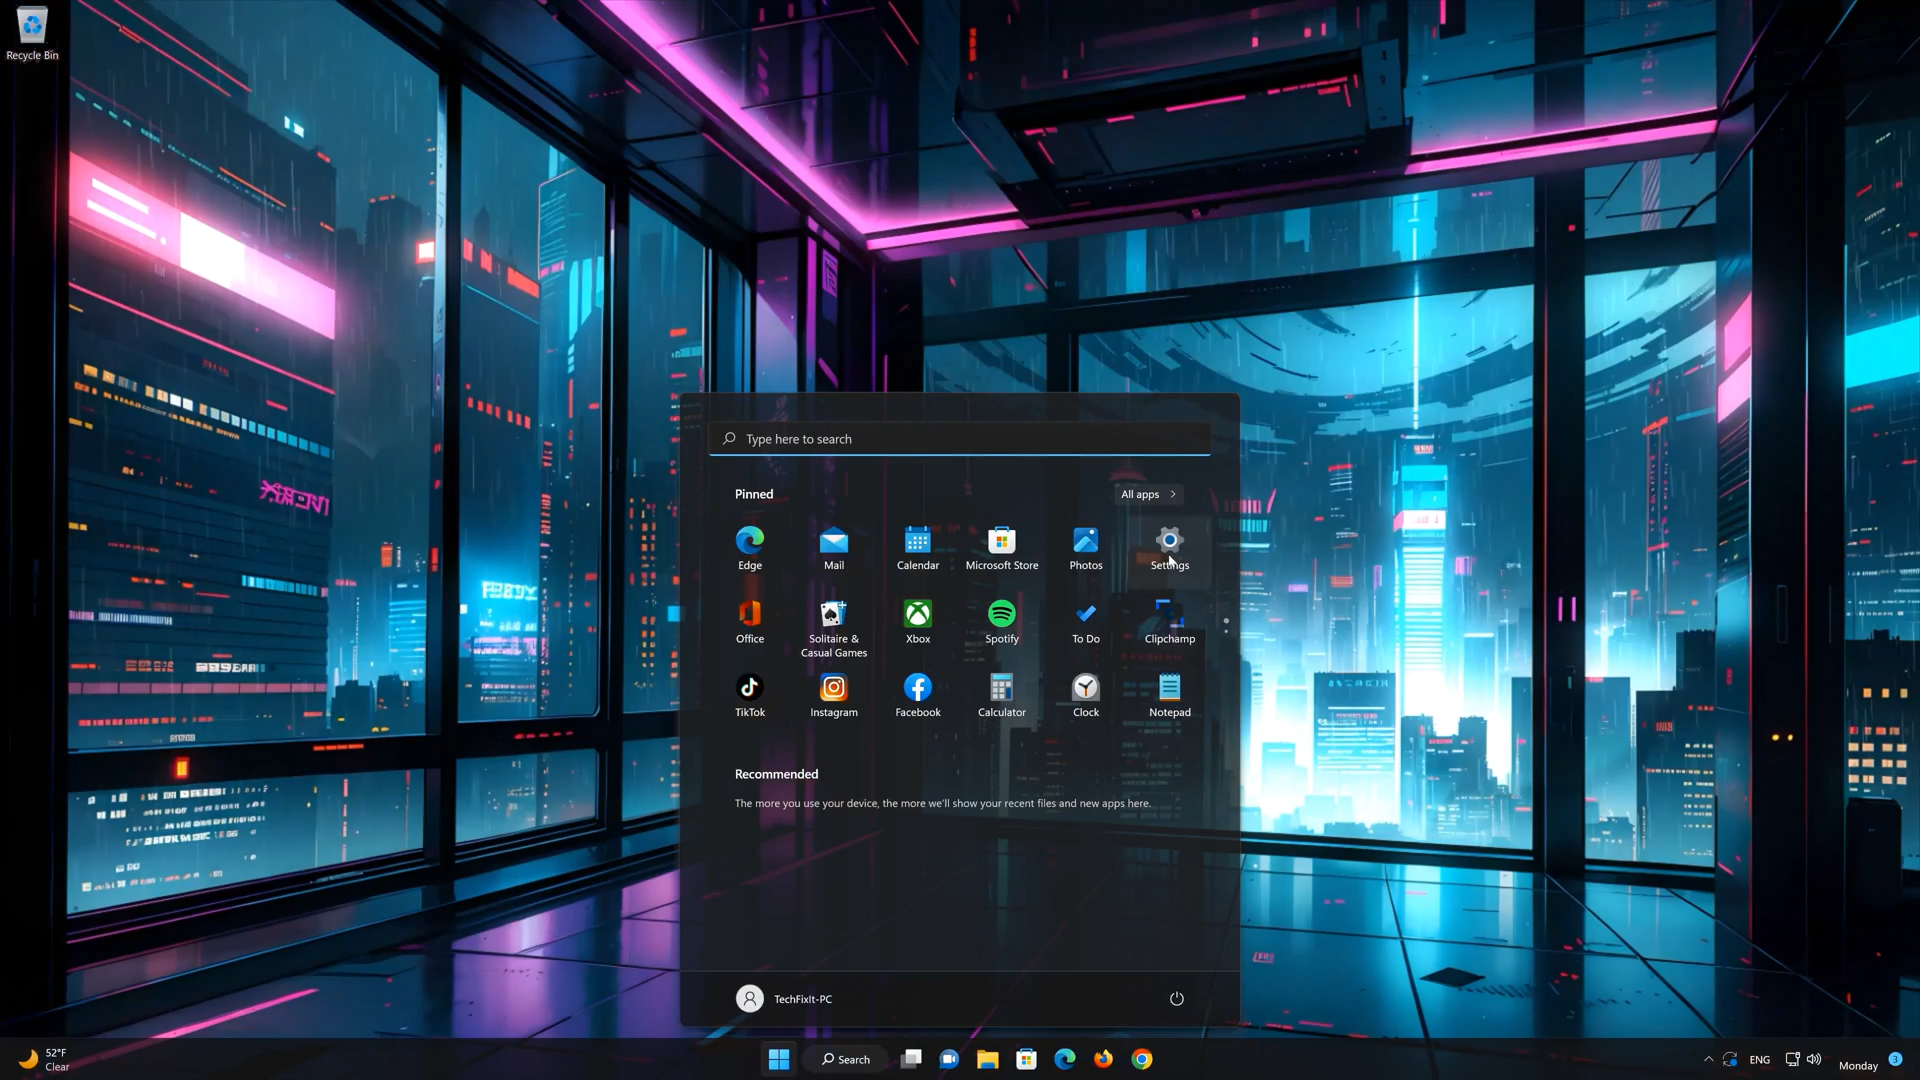 Recycle Bin
Type here to search
Pinned
All apps
Edge
Mail
Calendar
Microsoft Store
Photos
Settings
Office
Solitaire &
Casual Games
Xbox
Spotify
To Do
Clipchamp
TikTok
Instagram
Facebook
Calculator
Clock
Notepad
Recommended
The more you use your device, the more we'll show your recent files and new apps here.
TechFixIt-PC
52°F
Clear
Search
ENG
Monday
3